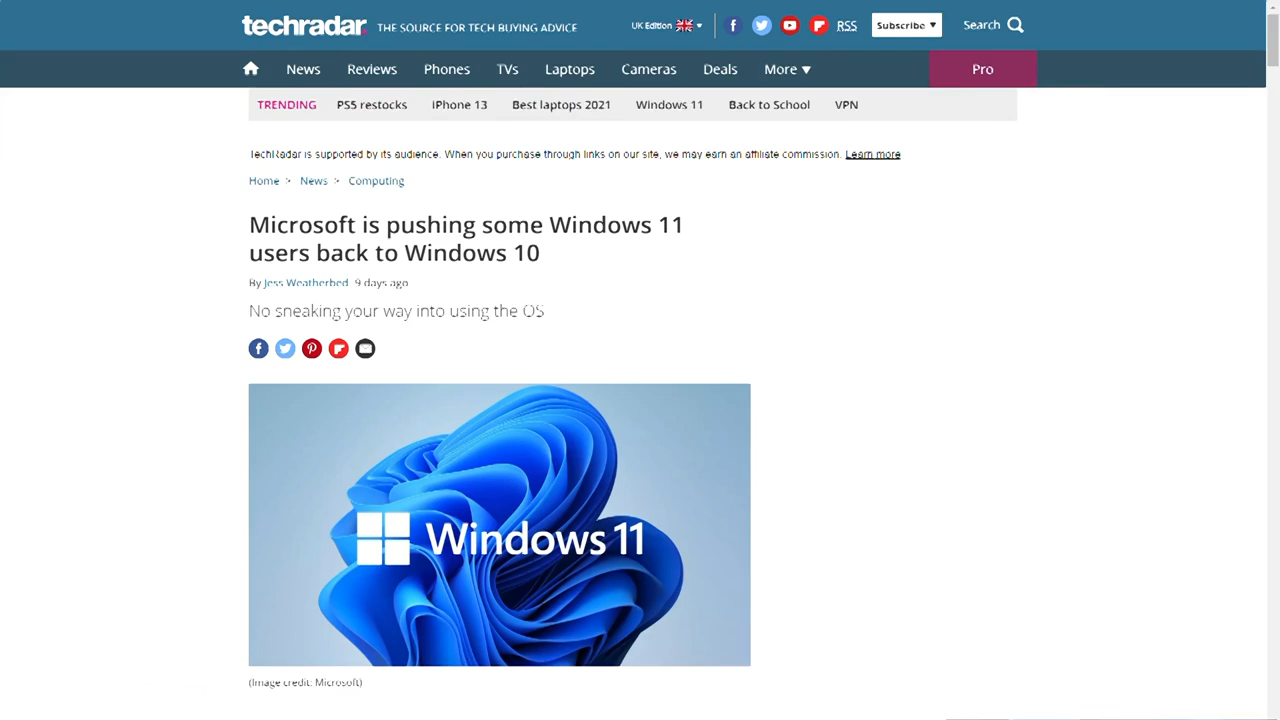 techradar. THE SOURCE FOR TECH BUYING ADVICE UK Edition RSS Subscribe Search
News Reviews Phones TVs Laptops Cameras Deals More Pro
TRENDING PS5 restocks iPhone 13 Best laptops 2021 Windows 11 Back to School VPN
TechRadar is supported by its audience. When you purchase through links on our site, we may earn an affiliate commission. Learn more
Home > News > Computing
Microsoft is pushing some Windows 11
users back to Windows 10
By Jess Weatherbed 9 days ago
No sneaking your way into using the OS
Windows 11
(Image credit: Microsoft)